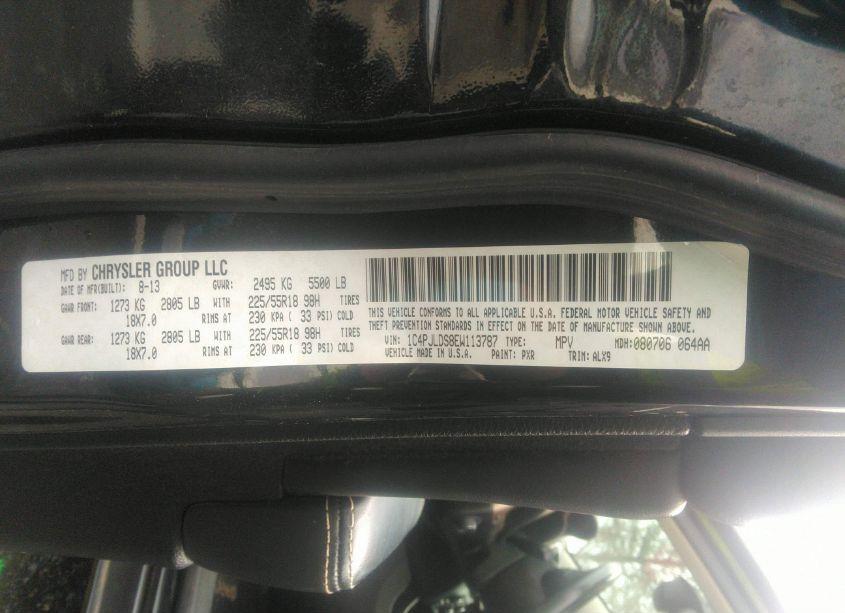 MFD BY CHRYSLER GROUP LLC
DATE OF MFR(BUILT): 8-13 GVWR: 2495 KG 5500 LB
GAWR FRONT: 1273 KG 2805 LB WITH 225/55R18 98H TIRES
18X7.0 RIMS AT 230 KPA ( 33 PSI) COLD
GAWR REAR: 1273 KG 2805 LB WITH 225/55R18 98H TIRES
18X7.0 RIMS AT 230 KPA ( 33 PSI) COLD
THIS VEHICLE CONFORMS TO ALL APPLICABLE U.S.A. FEDERAL MOTOR VEHICLE SAFETY AND
THEFT PREVENTION STANDARDS IN EFFECT ON THE DATE OF MANUFACTURE SHOWN ABOVE.
VIN: 1C4PJLDS8EW113787 TYPE: MPV MDH:080706 064AA
VEHICLE MADE IN U.S.A. PAINT: PXR TRIM: ALX9